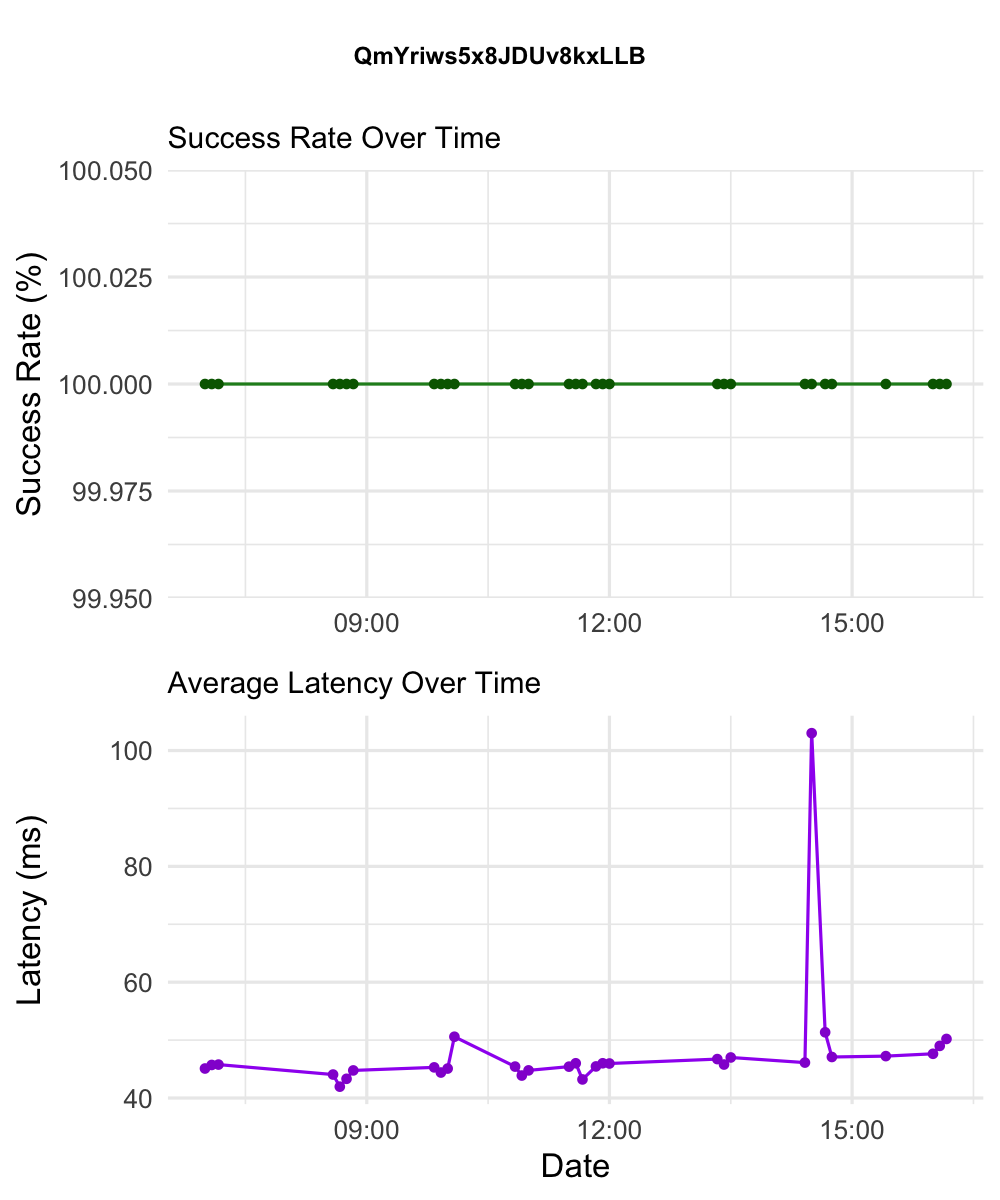 QmYriws5x8JDUv8kxLLB
Success Rate Over Time
Success Rate (%)
100.050
100.025
100.000
99.975
99.950
09:00 12:00 15:00
Average Latency Over Time
Latency (ms)
100
80
60
40
09:00 12:00 15:00
Date